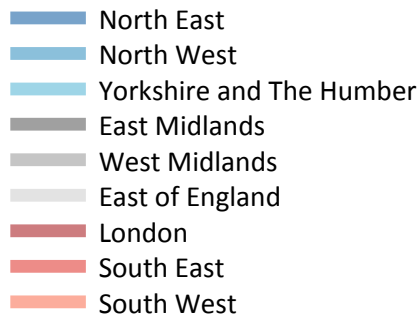 North East
North West
Yorkshire and The Humber
East Midlands
West Midlands
East of England
London
South East
South West